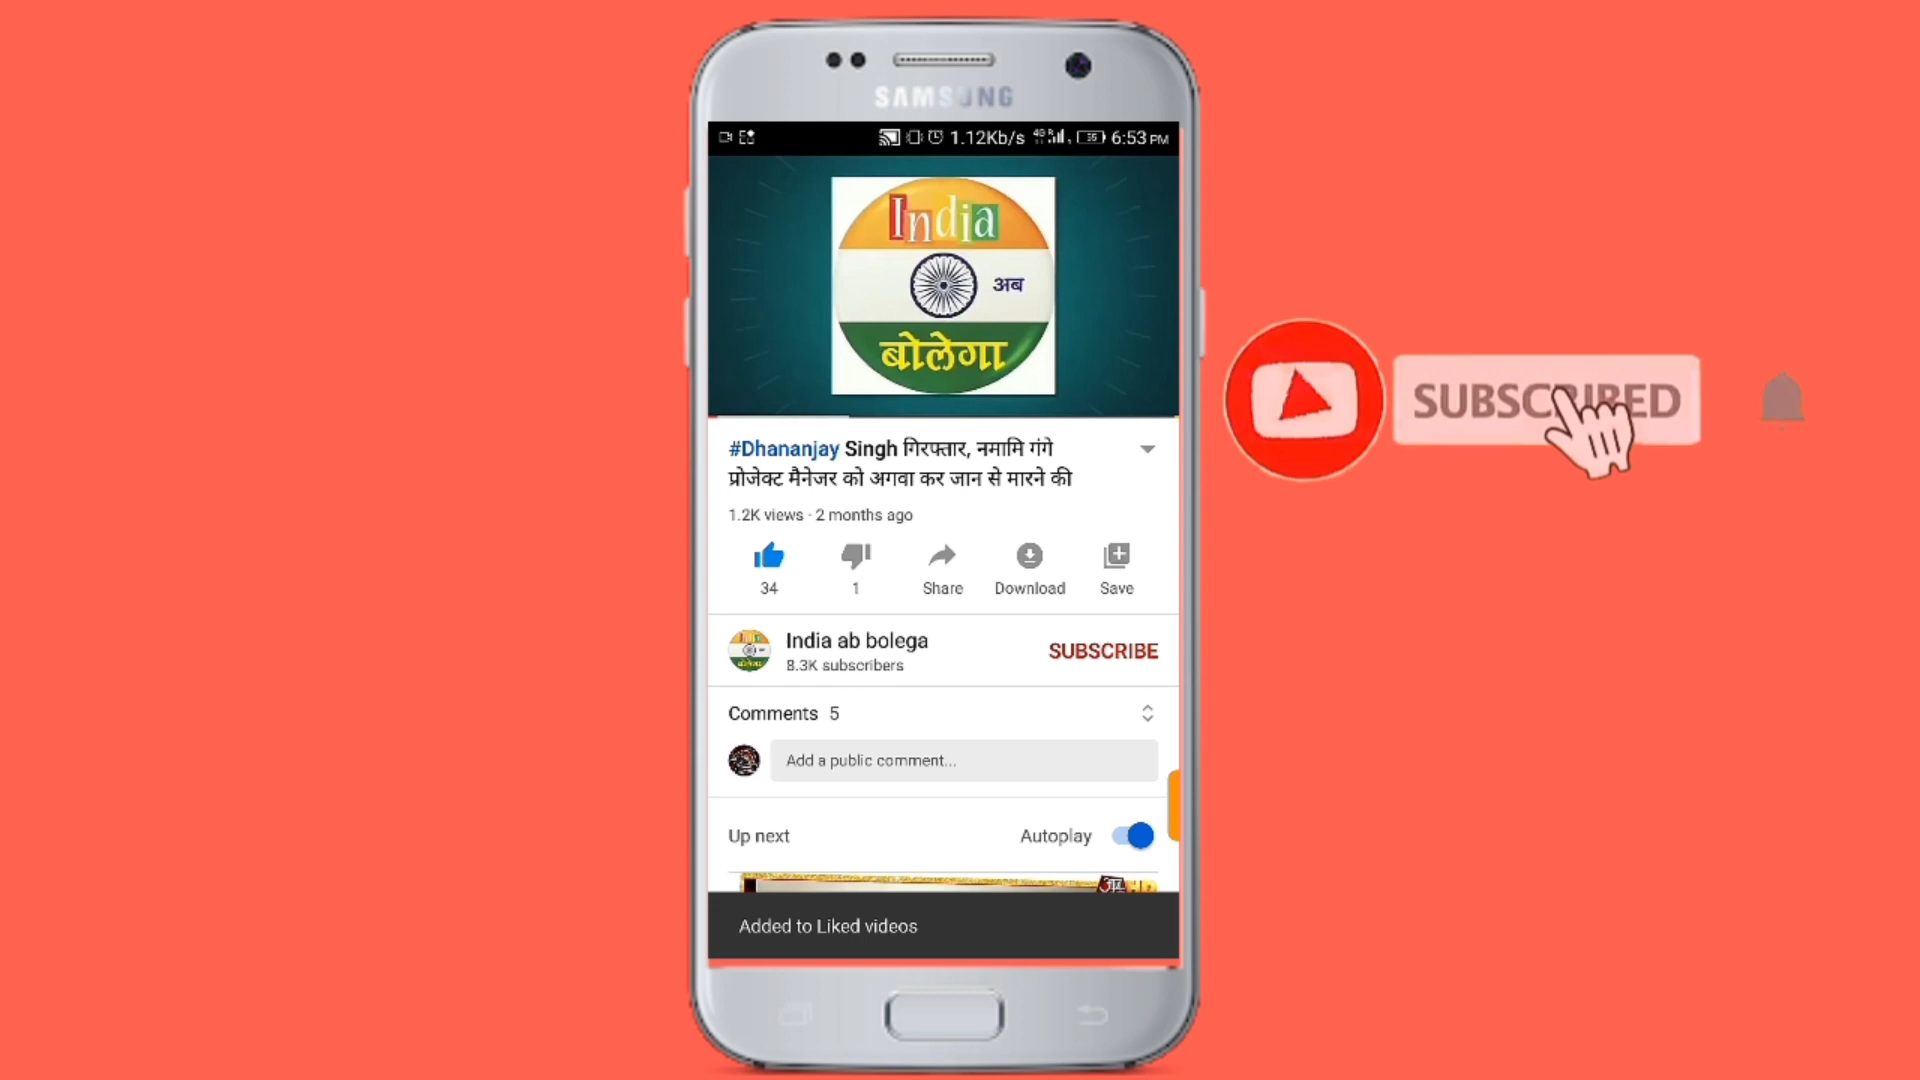 SAMSUNG
1.12Kb/s 4G R 35 6:53 PM
India
अब
बोलेगा
#Dhananjay Singh गिरफ्तार, नमामि गंगे
प्रोजेक्ट मैनेजर को अगवा कर जान से मारने की
1.2K views · 2 months ago
34 1 Share Download Save
India ab bolega
8.3K subscribers
SUBSCRIBE
Comments 5
Add a public comment...
Up next Autoplay
Added to Liked videos
SUBSCRIBED